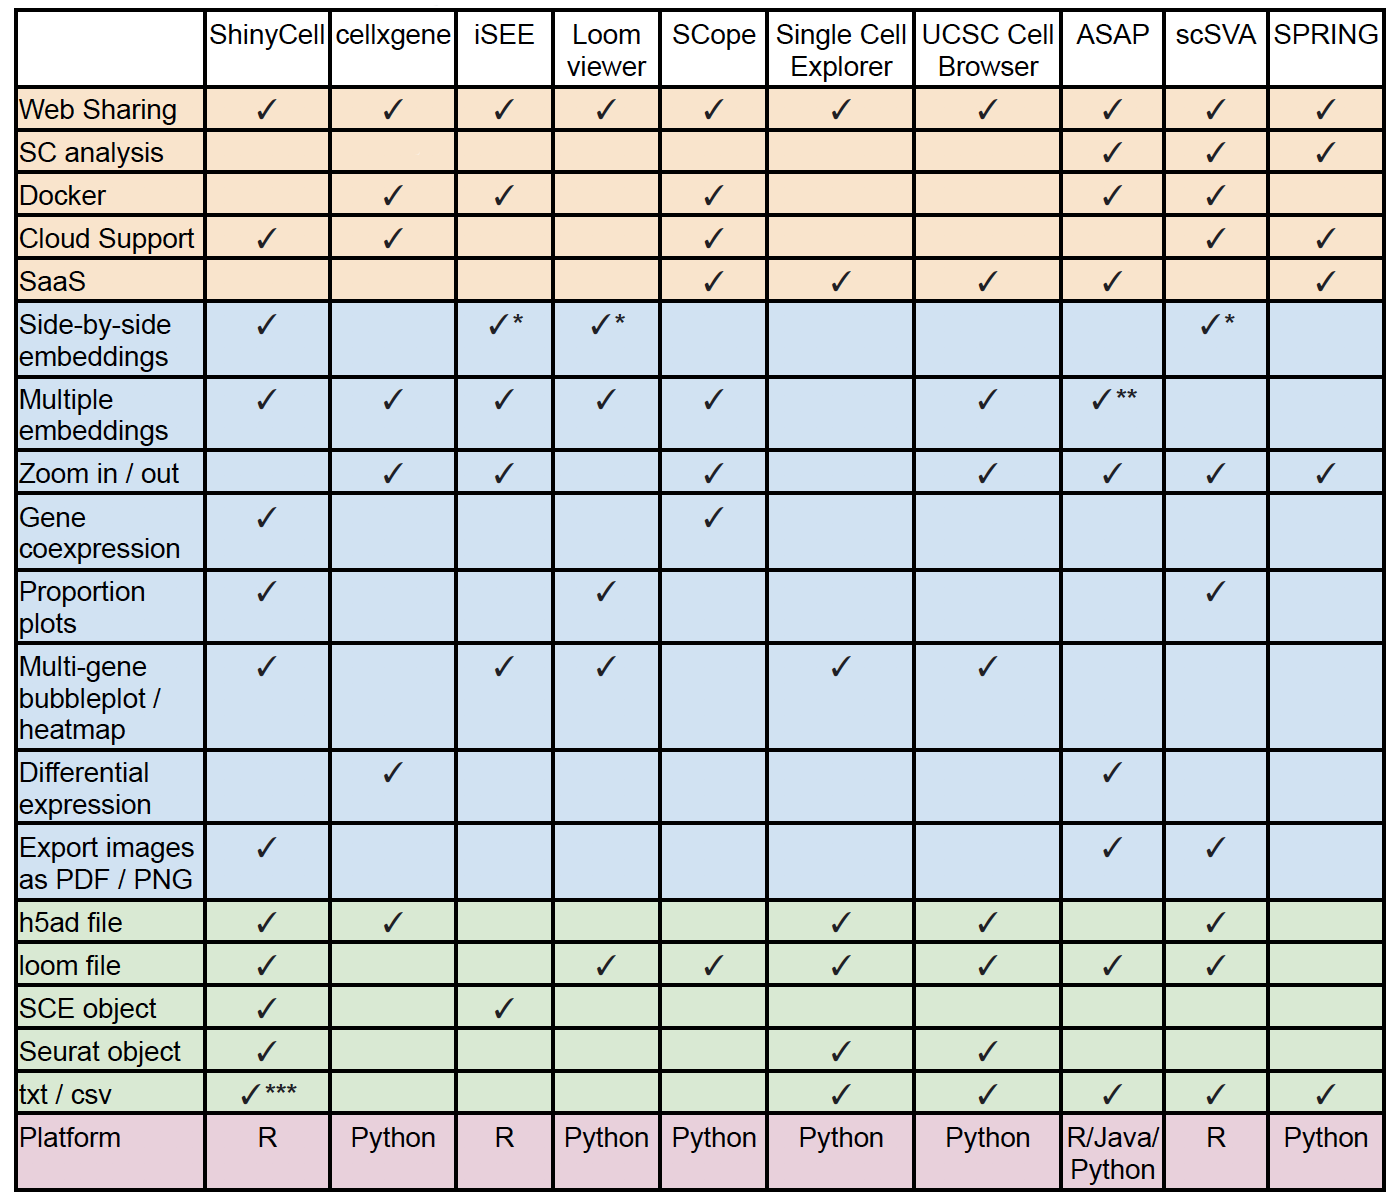 ShinyCell cellxgene iSEE Loom viewer SCope Single Cell Explorer UCSC Cell Browser ASAP scSVA SPRING
Web Sharing ✓ ✓ ✓ ✓ ✓ ✓ ✓ ✓ ✓ ✓
SC analysis ✓ ✓ ✓
Docker ✓ ✓ ✓ ✓ ✓
Cloud Support ✓ ✓ ✓ ✓ ✓
SaaS ✓ ✓ ✓ ✓ ✓
Side-by-side embeddings ✓ ✓* ✓* ✓*
Multiple embeddings ✓ ✓ ✓ ✓ ✓ ✓ ✓**
Zoom in / out ✓ ✓ ✓ ✓ ✓ ✓ ✓
Gene coexpression ✓ ✓
Proportion plots ✓ ✓ ✓
Multi-gene bubbleplot / heatmap ✓ ✓ ✓ ✓ ✓
Differential expression ✓ ✓
Export images as PDF / PNG ✓ ✓ ✓
h5ad file ✓ ✓ ✓ ✓ ✓
loom file ✓ ✓ ✓ ✓ ✓ ✓ ✓
SCE object ✓ ✓
Seurat object ✓ ✓ ✓
txt / csv ✓*** ✓ ✓ ✓ ✓ ✓
Platform R Python R Python Python Python Python R/Java/Python R Python